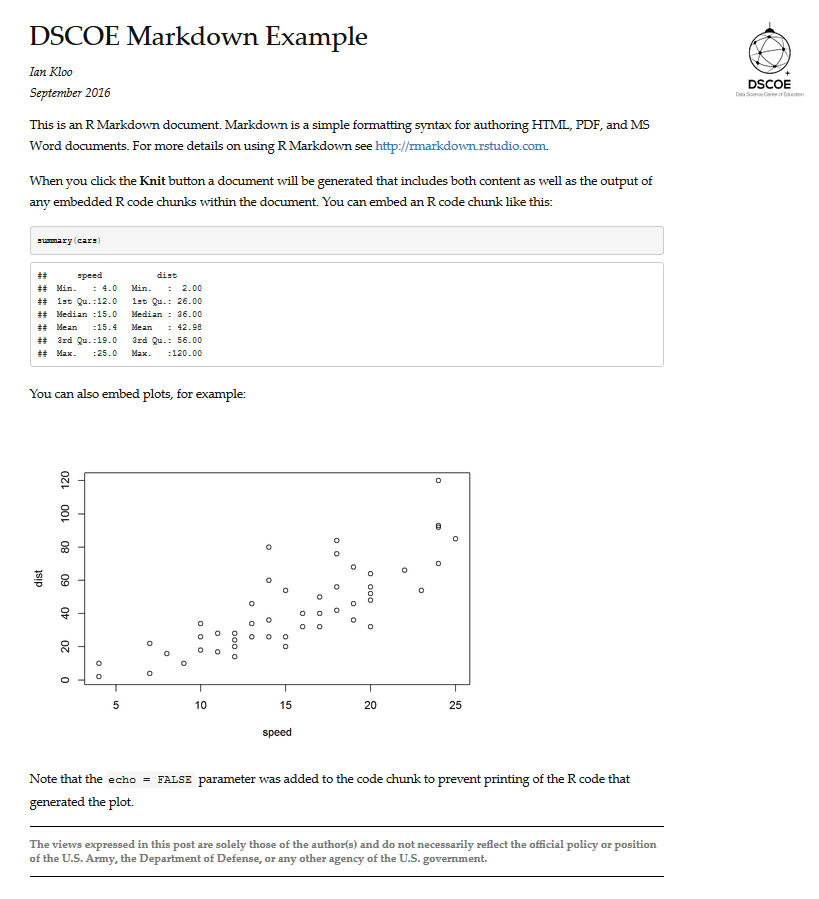 DSCOE Markdown Example
Ian Kloo
September 2016
DSCOE
Data Science Center of Education
This is an R Markdown document. Markdown is a simple formatting syntax for authoring HTML, PDF, and MS
Word documents. For more details on using R Markdown see http://rmarkdown.rstudio.com.
When you click the Knit button a document will be generated that includes both content as well as the output of
any embedded R code chunks within the document. You can embed an R code chunk like this:
summary(cars)
##      speed           dist
##  Min.   : 4.0   Min.   :  2.00
##  1st Qu.:12.0   1st Qu.: 26.00
##  Median :15.0   Median : 36.00
##  Mean   :15.4   Mean   : 42.98
##  3rd Qu.:19.0   3rd Qu.: 56.00
##  Max.   :25.0   Max.   :120.00
You can also embed plots, for example:
120
100
80
60
40
20
0
dist
5 10 15 20 25
speed
Note that the echo = FALSE parameter was added to the code chunk to prevent printing of the R code that
generated the plot.
The views expressed in this post are solely those of the author(s) and do not necessarily reflect the official policy or position
of the U.S. Army, the Department of Defense, or any other agency of the U.S. government.